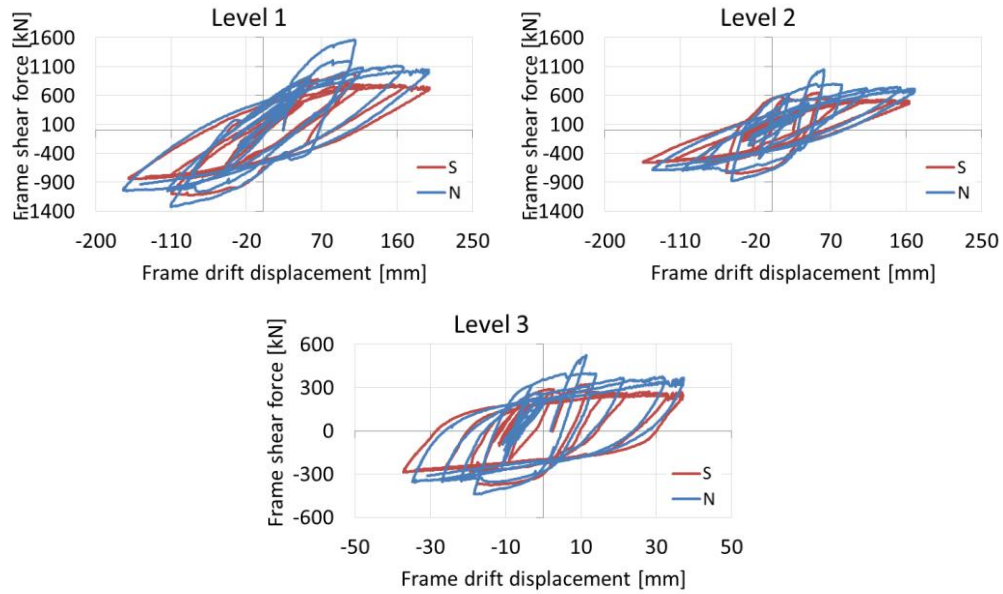 Level 1
Frame shear force [kN]
1600
1100
600
100
-400
-900
-1400
-200 -110 -20 70 160 250
Frame drift displacement [mm]
S
N
Level 2
Frame shear force [kN]
1600
1100
600
100
-400
-900
-1400
-200 -110 -20 70 160 250
Frame drift displacement [mm]
S
N
Level 3
Frame shear force [kN]
600
300
0
-300
-600
-50 -30 -10 10 30 50
Frame drift displacement [mm]
S
N